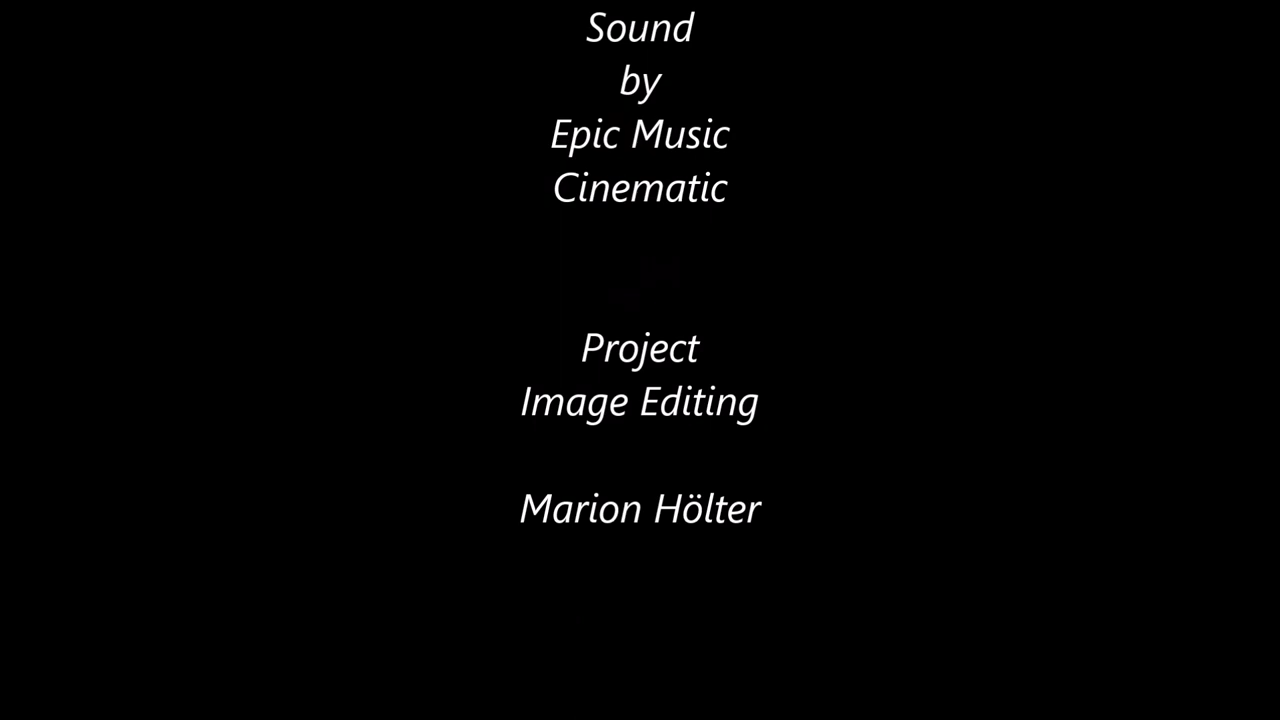 Sound
by
Epic Music
Cinematic
Project
Image Editing
Marion Hölter